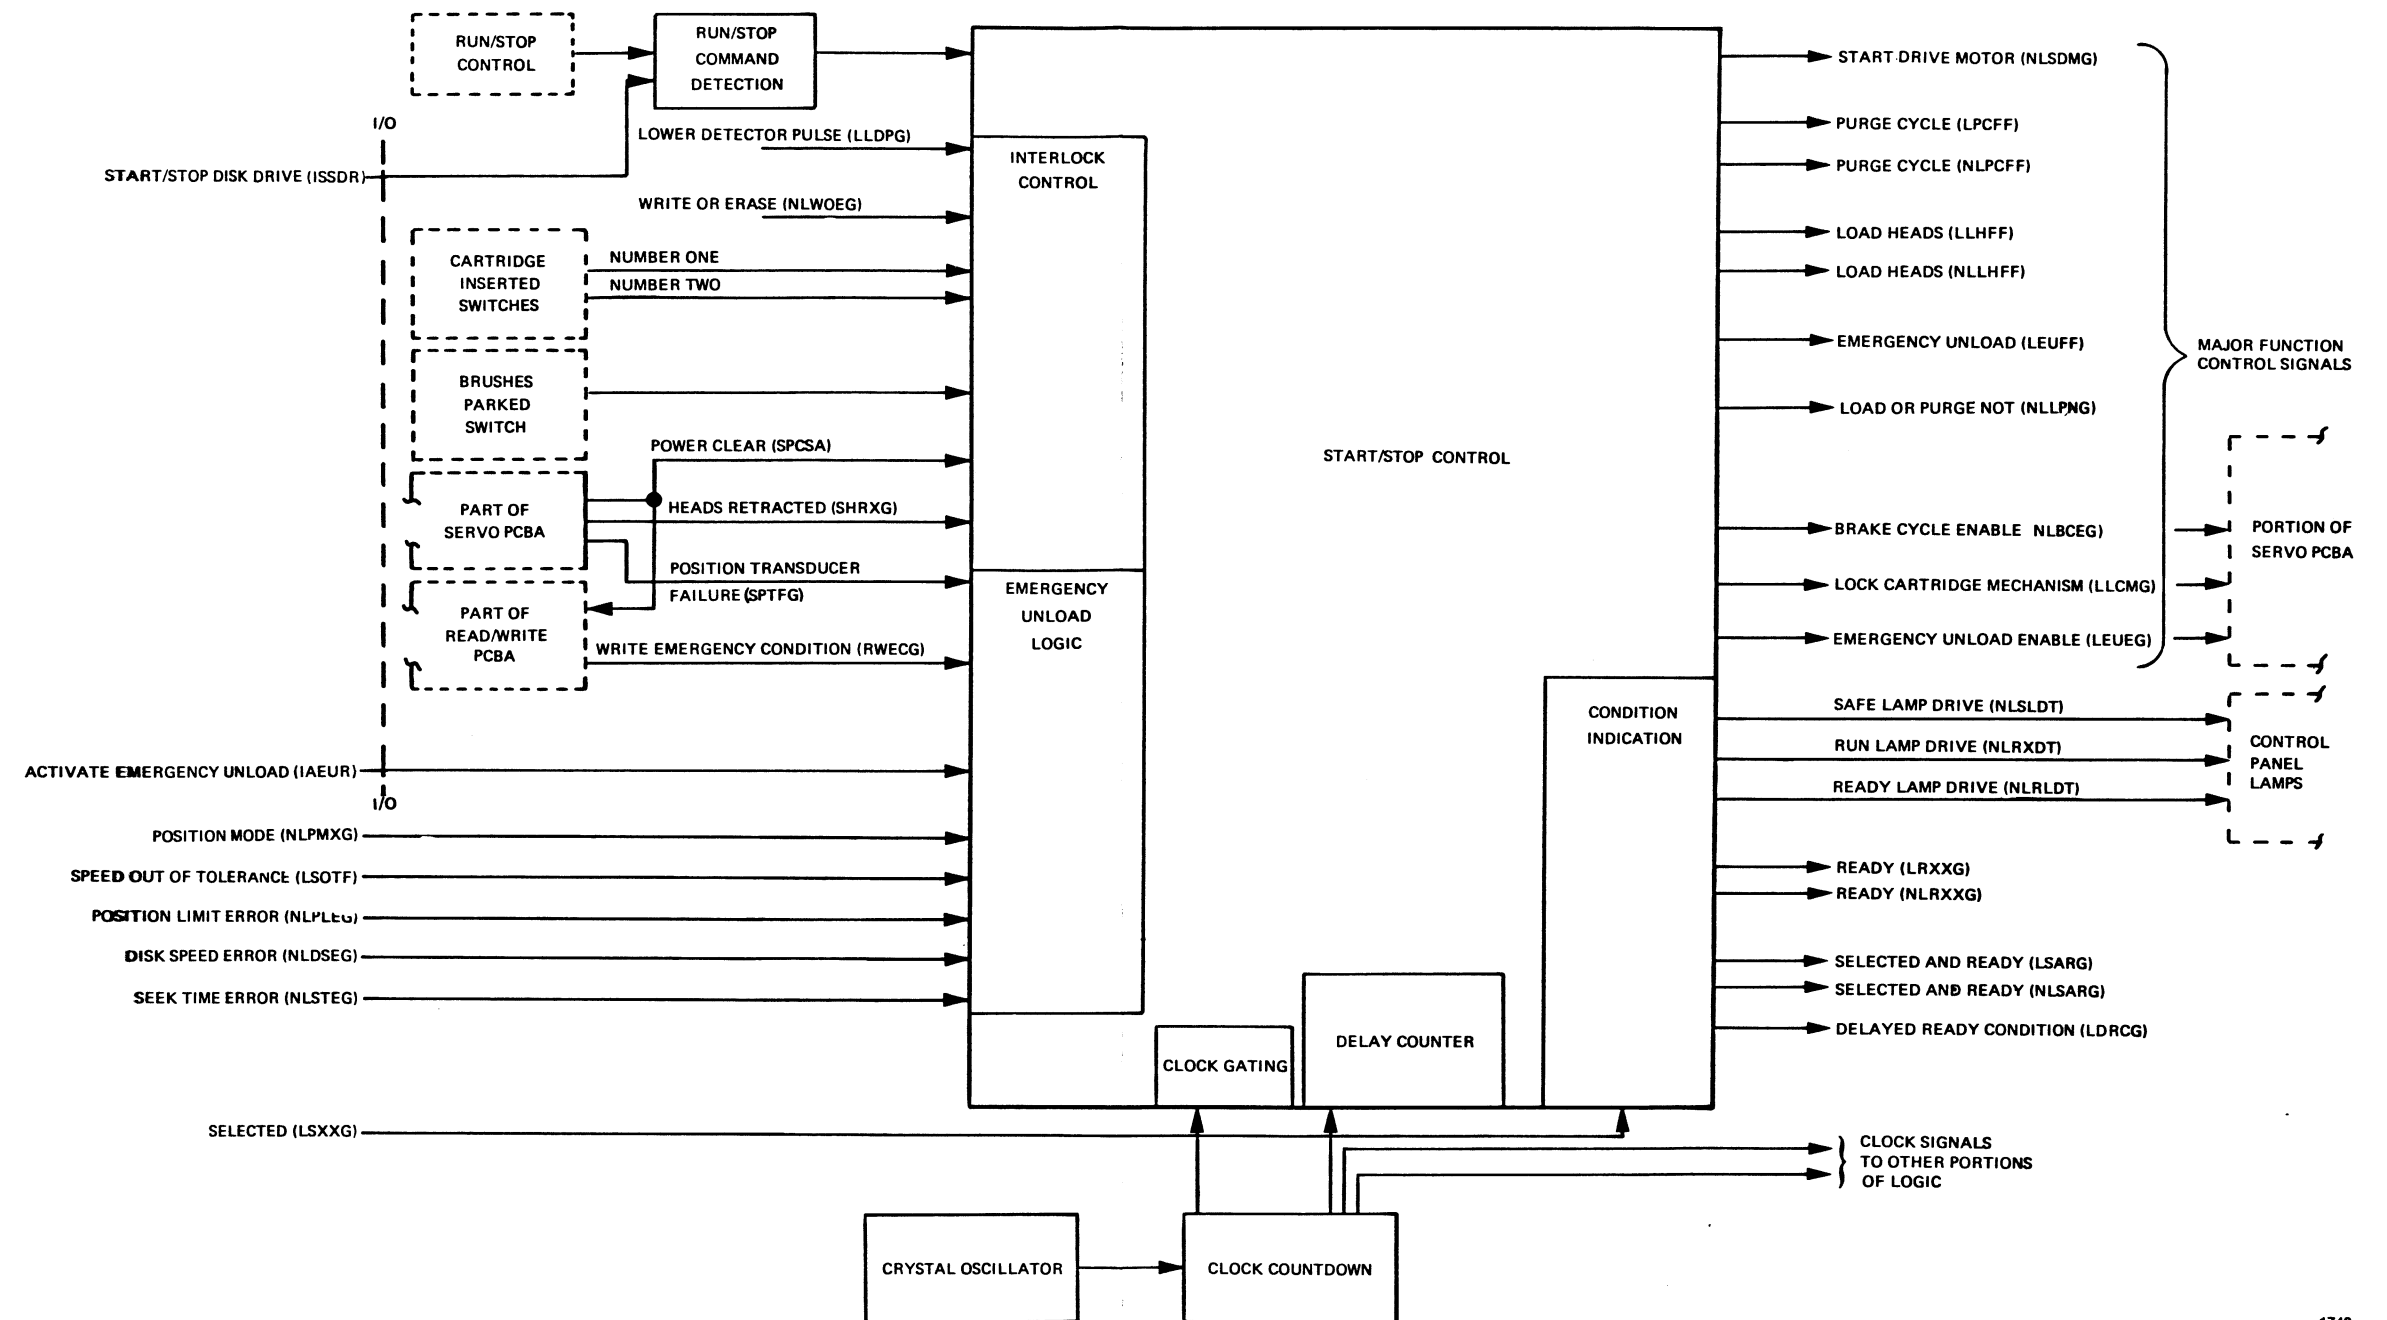 RUN/STOP
CONTROL
RUN/STOP
COMMAND
DETECTION
I/O
START/STOP DISK DRIVE (ISSDR)
LOWER DETECTOR PULSE (LLDPG)
WRITE OR ERASE (NLWOEG)
CARTRIDGE
INSERTED
SWITCHES
NUMBER ONE
NUMBER TWO
BRUSHES
PARKED
SWITCH
POWER CLEAR (SPCSA)
PART OF
SERVO PCBA
HEADS RETRACTED (SHRXG)
POSITION TRANSDUCER
FAILURE (SPTFG)
PART OF
READ/WRITE
PCBA
WRITE EMERGENCY CONDITION (RWECG)
ACTIVATE EMERGENCY UNLOAD (IAEUR)
I/O
POSITION MODE (NLPMXG)
SPEED OUT OF TOLERANCE (LSOTF)
POSITION LIMIT ERROR (NLPLEG)
DISK SPEED ERROR (NLDSEG)
SEEK TIME ERROR (NLSTEG)
SELECTED (LSXXG)
INTERLOCK
CONTROL
EMERGENCY
UNLOAD
LOGIC
START/STOP CONTROL
CLOCK GATING
DELAY COUNTER
CONDITION
INDICATION
CRYSTAL OSCILLATOR
CLOCK COUNTDOWN
START DRIVE MOTOR (NLSDMG)
PURGE CYCLE (LPCFF)
PURGE CYCLE (NLPCFF)
LOAD HEADS (LLHFF)
LOAD HEADS (NLLHFF)
EMERGENCY UNLOAD (LEUFF)
LOAD OR PURGE NOT (NLLPNG)
BRAKE CYCLE ENABLE NLBCEG)
LOCK CARTRIDGE MECHANISM (LLCMG)
EMERGENCY UNLOAD ENABLE (LEUEG)
MAJOR FUNCTION
CONTROL SIGNALS
PORTION OF
SERVO PCBA
SAFE LAMP DRIVE (NLSLDT)
RUN LAMP DRIVE (NLRXDT)
READY LAMP DRIVE (NLRLDT)
CONTROL
PANEL
LAMPS
READY (LRXXG)
READY (NLRXXG)
SELECTED AND READY (LSARG)
SELECTED AND READY (NLSARG)
DELAYED READY CONDITION (LDRCG)
CLOCK SIGNALS
TO OTHER PORTIONS
OF LOGIC